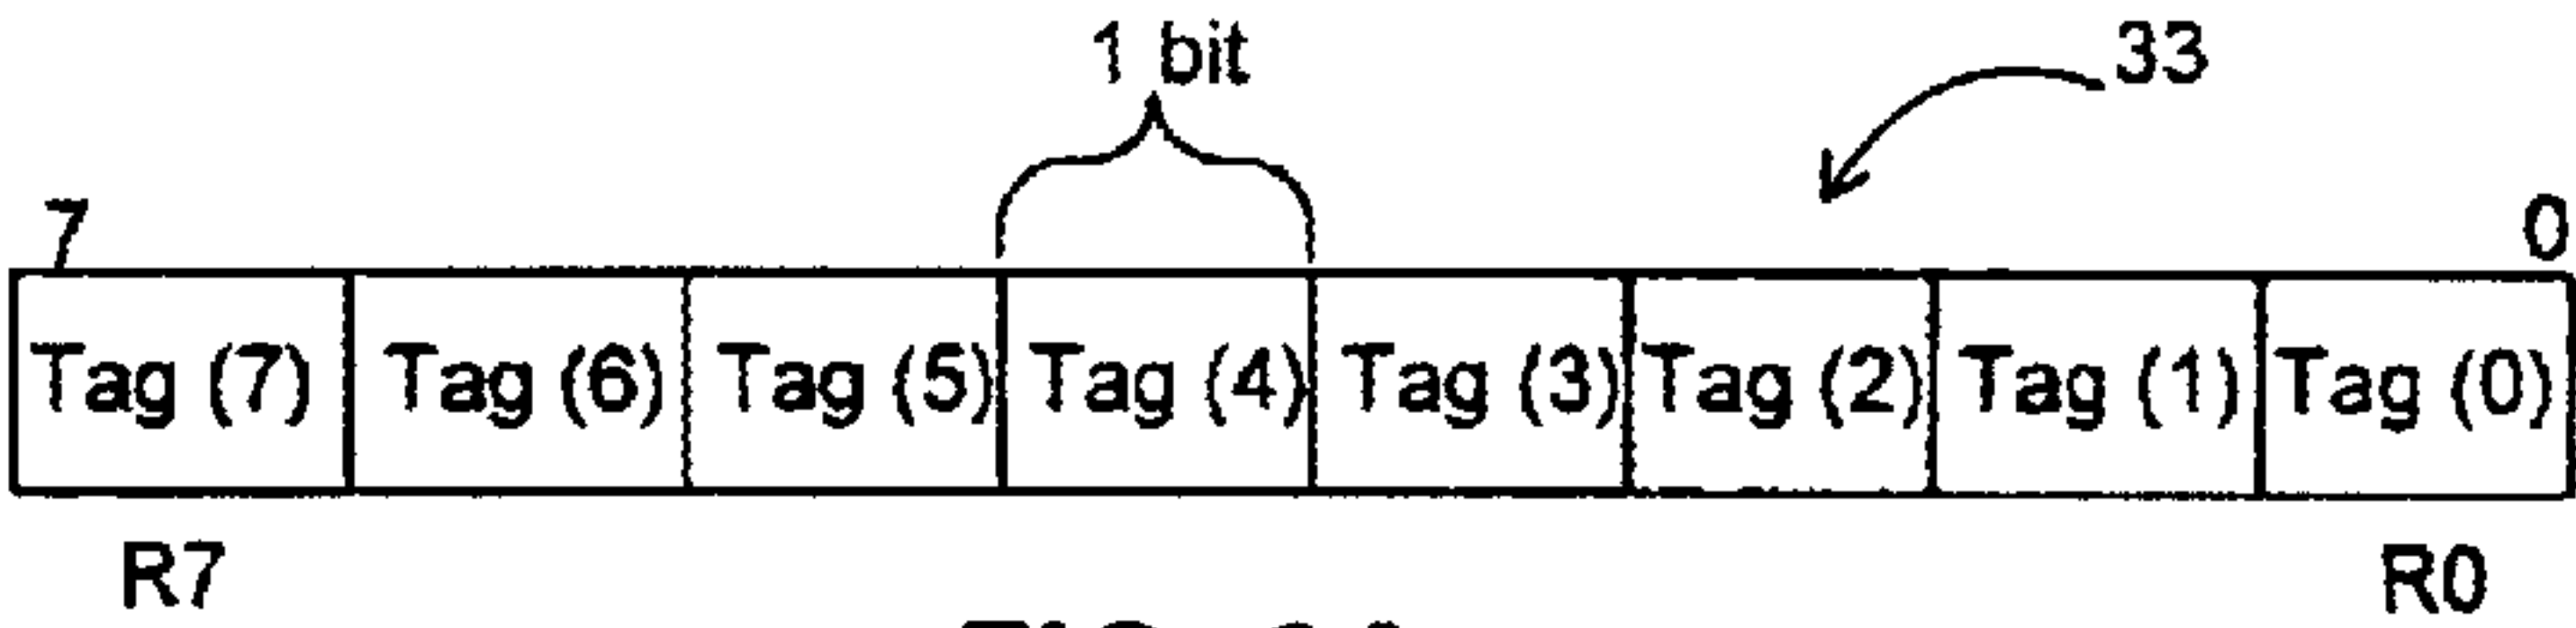 1 bit
33
7 0
Tag (7) Tag (6) Tag (5) Tag (4) Tag (3) Tag (2) Tag (1) Tag (0)
R7 R0